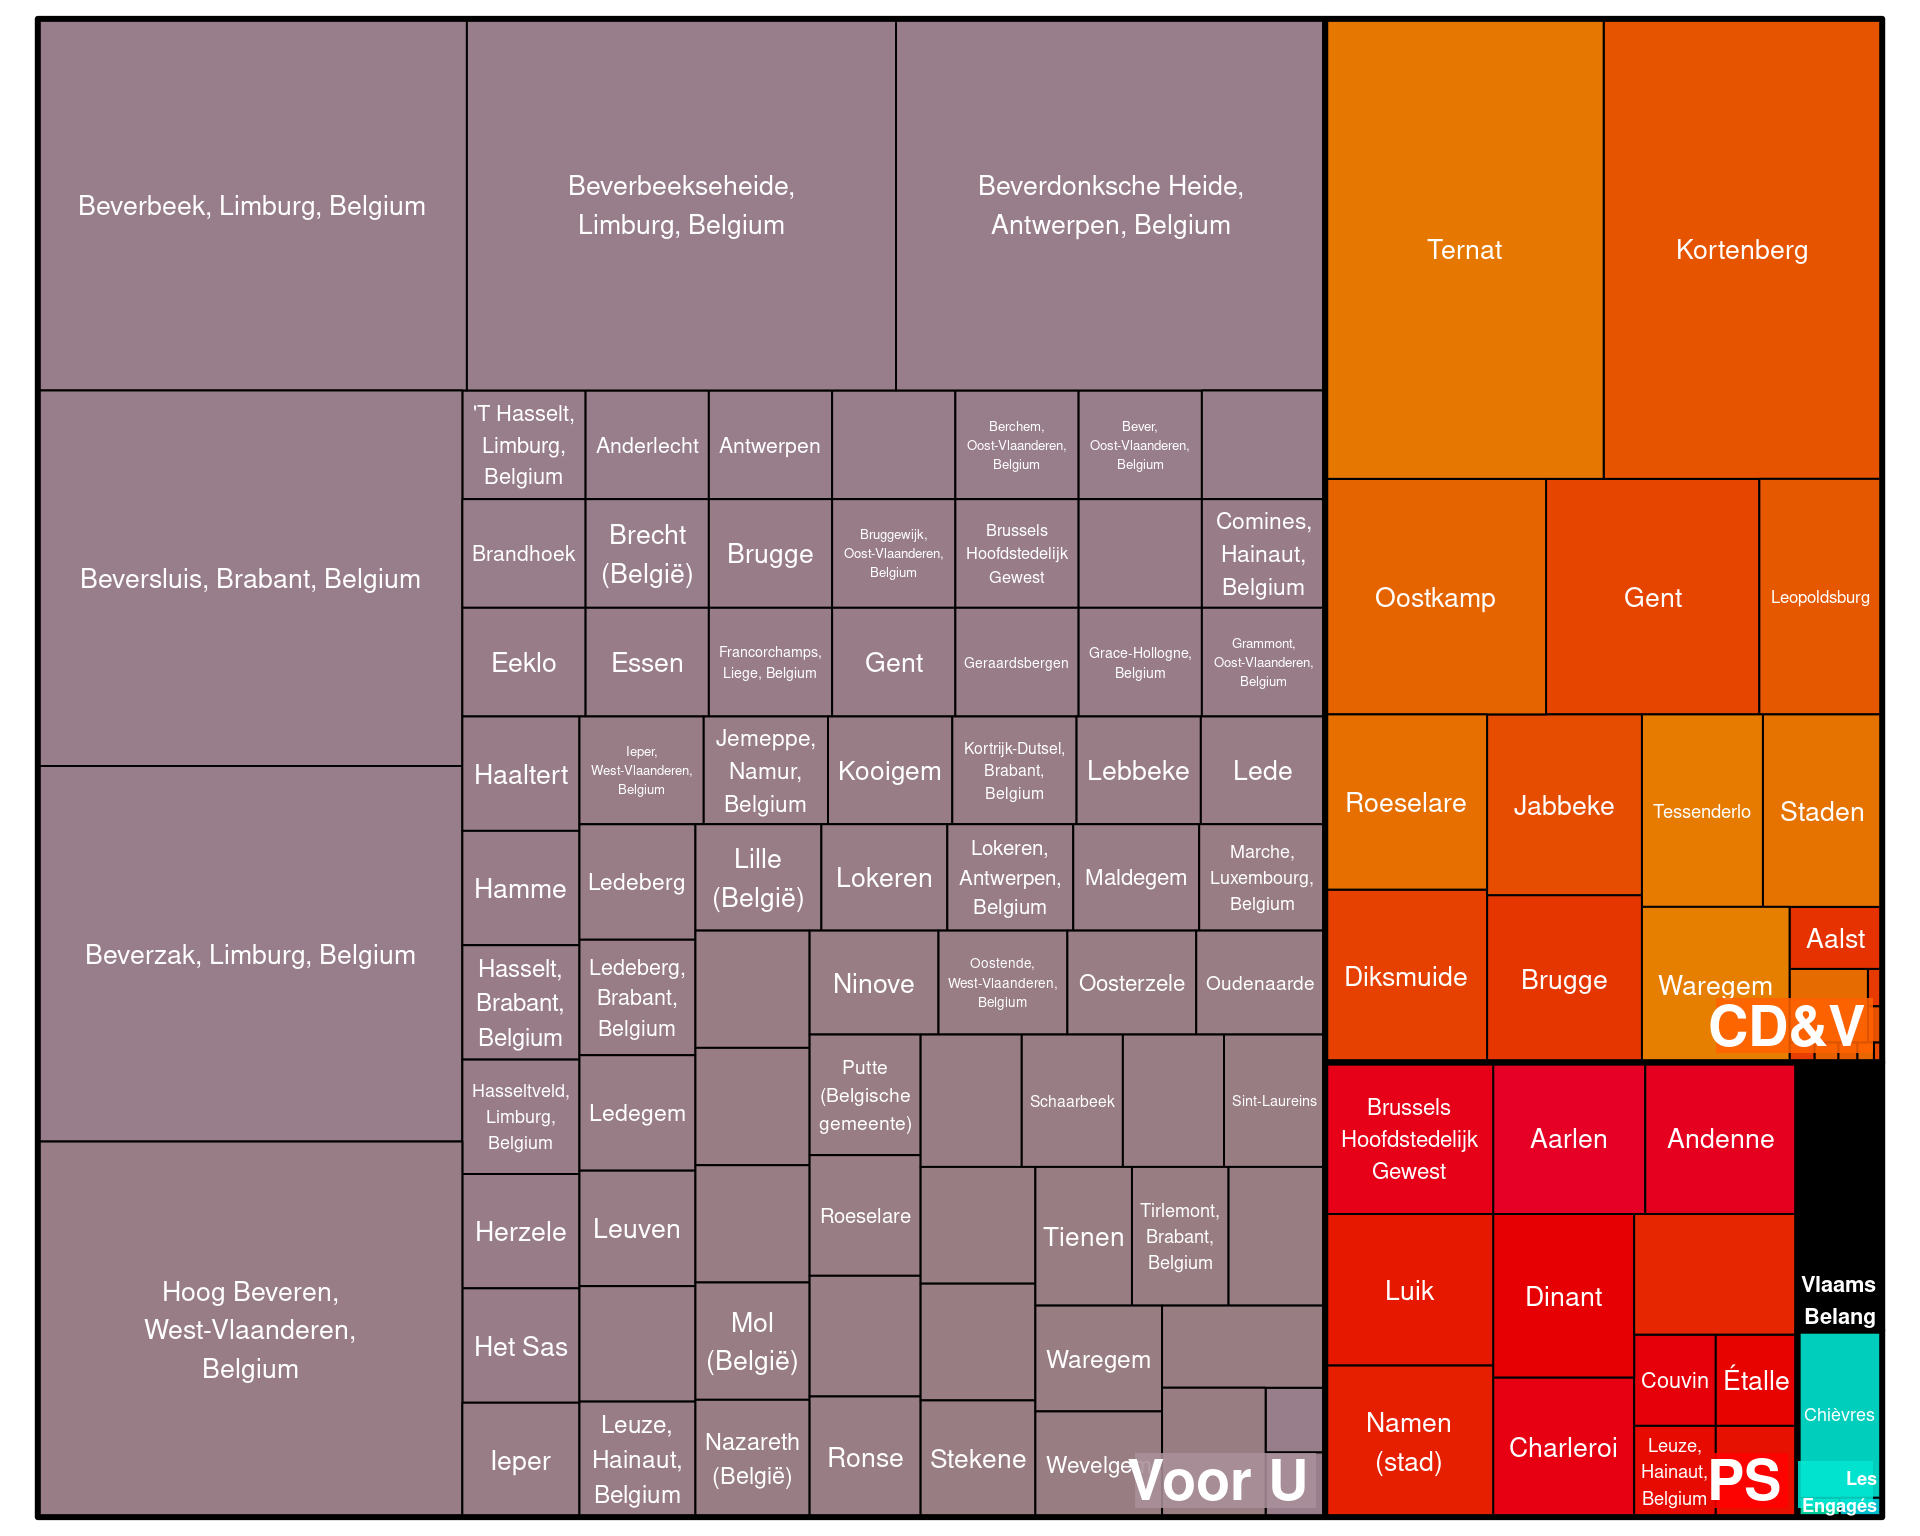 Beverbeek, Limburg, Belgium
Beverbeekseheide,
Limburg, Belgium
Beverdonksche Heide,
Antwerpen, Belgium
Beversluis, Brabant, Belgium
Beverzak, Limburg, Belgium
Hoog Beveren,
West-Vlaanderen,
Belgium
'T Hasselt,
Limburg,
Belgium
Anderlecht
Antwerpen
Berchem,
Oost-Vlaanderen,
Belgium
Bever,
Oost-Vlaanderen,
Belgium
Brandhoek
Brecht
(België)
Brugge
Bruggewijk,
Oost-Vlaanderen,
Belgium
Brussels
Hoofdstedelijk
Gewest
Comines,
Hainaut,
Belgium
Eeklo
Essen
Francorchamps,
Liege, Belgium
Gent
Geraardsbergen
Grace-Hollogne,
Belgium
Grammont,
Oost-Vlaanderen,
Belgium
Haaltert
Ieper,
West-Vlaanderen,
Belgium
Jemeppe,
Namur,
Belgium
Kooigem
Kortrijk-Dutsel,
Brabant,
Belgium
Lebbeke
Lede
Hamme
Ledeberg
Lille
(België)
Lokeren
Lokeren,
Antwerpen,
Belgium
Maldegem
Marche,
Luxembourg,
Belgium
Hasselt,
Brabant,
Belgium
Ledeberg,
Brabant,
Belgium
Ninove
Oostende,
West-Vlaanderen,
Belgium
Oosterzele
Oudenaarde
Hasseltveld,
Limburg,
Belgium
Ledegem
Putte
(Belgische
gemeente)
Schaarbeek
Sint-Laureins
Herzele
Leuven
Roeselare
Tienen
Tirlemont,
Brabant,
Belgium
Het Sas
Mol
(België)
Waregem
Ieper
Leuze,
Hainaut,
Belgium
Nazareth
(België)
Ronse
Stekene
Wevelgem
Voor U
Ternat
Kortenberg
Oostkamp
Gent
Leopoldsburg
Roeselare
Jabbeke
Tessenderlo
Staden
Diksmuide
Brugge
Waregem
Aalst
CD&V
Brussels
Hoofdstedelijk
Gewest
Aarlen
Andenne
Luik
Dinant
Namen
(stad)
Charleroi
Couvin
Étalle
Leuze,
Hainaut,
Belgium
PS
Vlaams
Belang
Chièvres
Les
Engagés